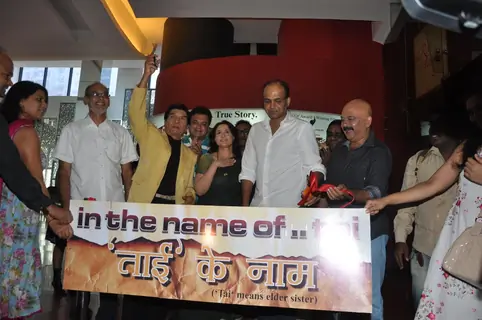 True Story.
in the name of .. tai
'ताई' के नाम
('Tai' means elder sister)